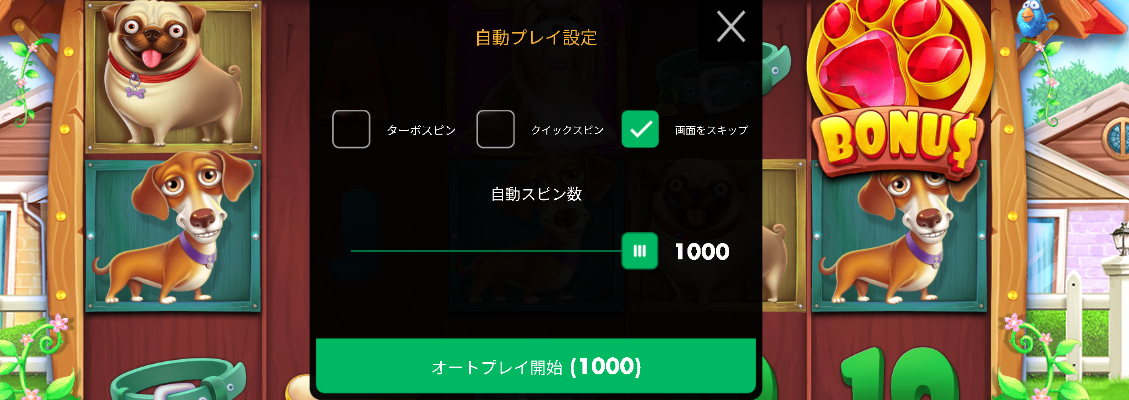 自動プレイ設定
ターボスピン
クイックスピン
画面をスキップ
BONU$
自動スピン数
1000
オートプレイ開始 (1000)
10